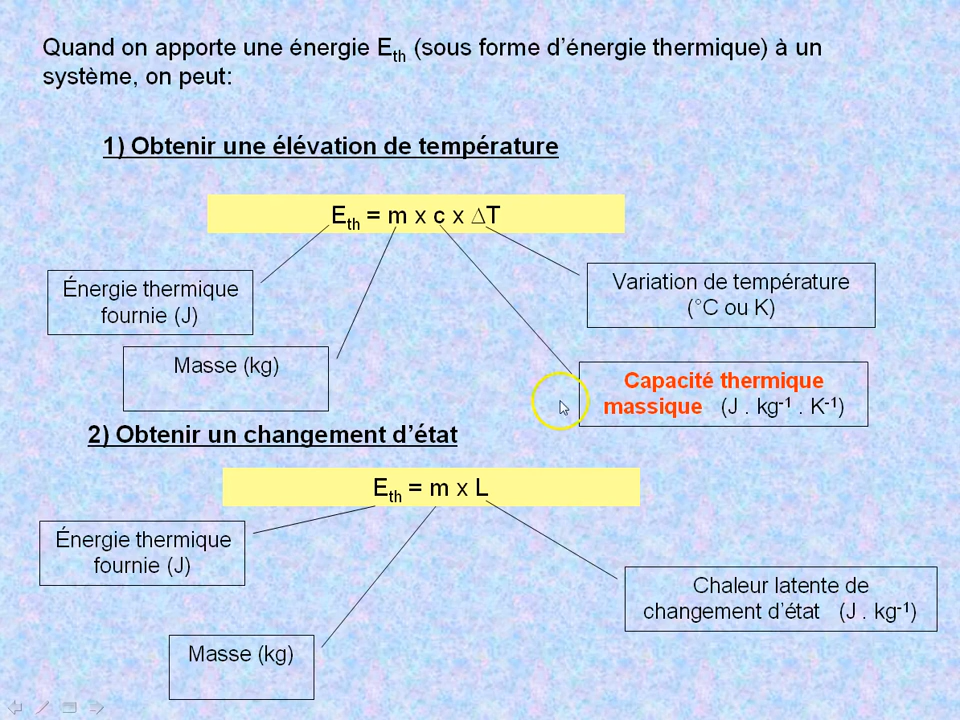 Quand on apporte une énergie Eth (sous forme d'énergie thermique) à un
système, on peut:
1) Obtenir une élévation de température
Eth = m x c x ∆T
Énergie thermique
fournie (J)
Variation de température
(°C ou K)
Masse (kg)
Capacité thermique
massique (J . kg-1 . K-1)
2) Obtenir un changement d'état
Eth = m x L
Énergie thermique
fournie (J)
Chaleur latente de
changement d'état (J . kg-1)
Masse (kg)